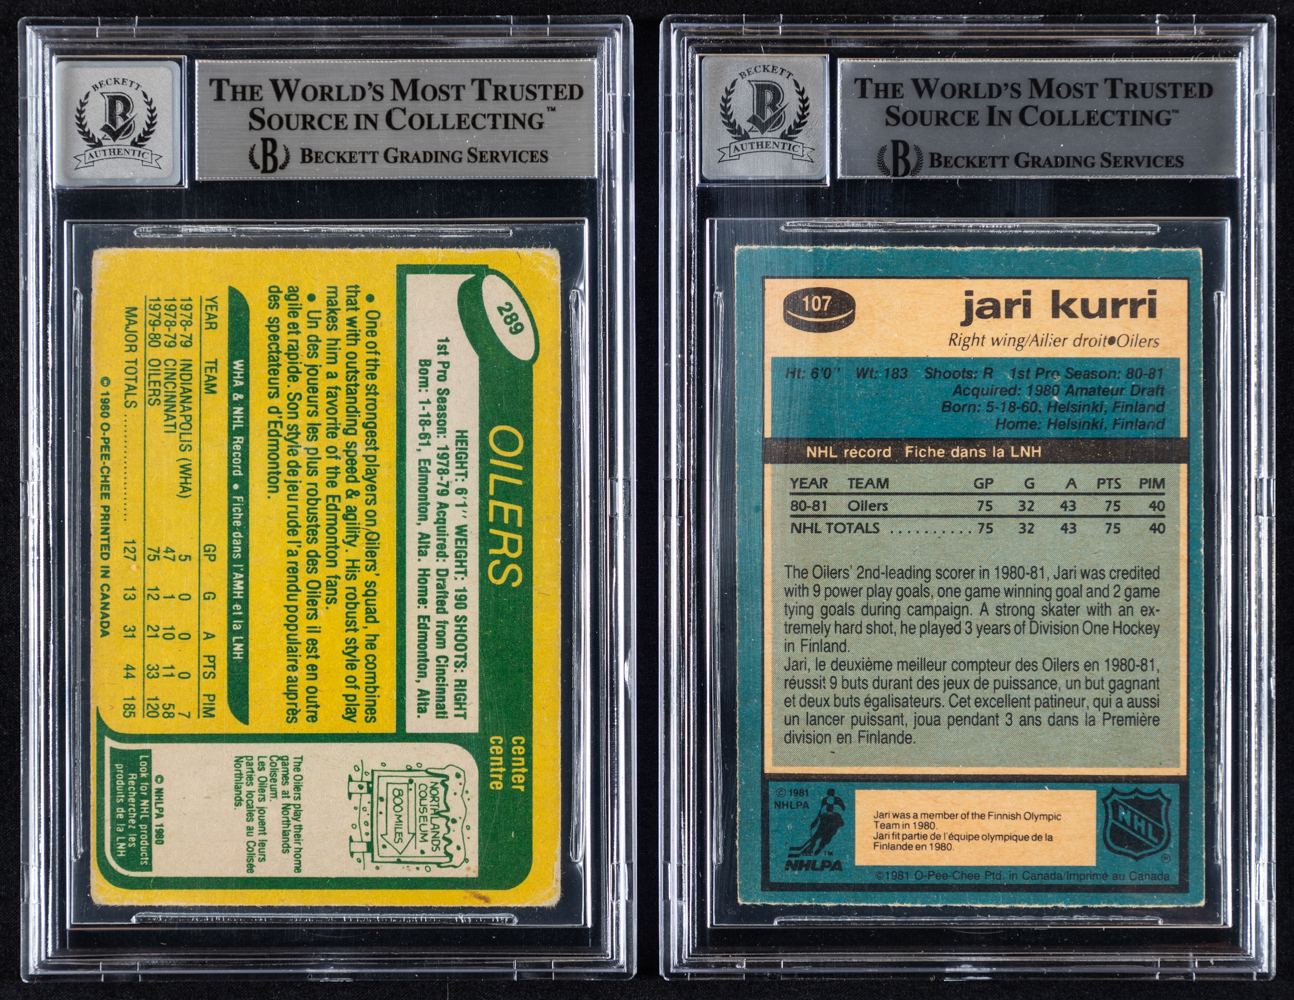 BECKETT
B
AUTHENTIC
THE WORLD'S MOST TRUSTED
SOURCE IN COLLECTING™
B BECKETT GRADING SERVICES
289
OILERS
center
centre
HEIGHT: 6'1" WEIGHT: 190 SHOOTS: RIGHT
1st Pro Season: 1978-79 Acquired: Drafted from Cincinnati
Born: 1-18-61, Edmonton, Alta. Home: Edmonton, Alta
• One of the strongest players on Oilers' squad, he combines
that with outstanding speed & agility. His robust style of play
makes him a favorite of the Edmonton fans.
• Un des joueurs les plus robustes des Oilers il est en outre
agile et rapide. Son style de jeu rude l'a rendu populaire auprès
des spectateurs d'Edmonton.
WHA & NHL Record • Fiche dans l'AMH et la LNH
YEAR TEAM GP G A PTS PIM
1978-79 INDIANAPOLIS (WHA) 5 0 0 0 7
1978-79 CINCINNATI 47 1 10 11 58
1979-80 OILERS 75 12 21 33 120
MAJOR TOTALS .............. 127 13 31 44 185
© 1980 O-PEE-CHEE PRINTED IN CANADA
NORTHLANDS
COLISEUM
800 MILES
The Oilers play their home
games at Northlands
Coliseum.
Les Oilers jouent leurs
parties locales au Colisée
Northlands.
© NHLPA 1980
Look for NHL products
Recherchez les
produits de la LNH
BECKETT
B
AUTHENTIC
THE WORLD'S MOST TRUSTED
SOURCE IN COLLECTING™
B BECKETT GRADING SERVICES
107
jari kurri
Right wing/Ailier droit•Oilers
Ht: 6'0" Wt: 183 Shoots: R 1st Pro Season: 80-81
Acquired: 1980 Amateur Draft
Born: 5-18-60, Helsinki, Finland
Home: Helsinki, Finland
NHL record Fiche dans la LNH
YEAR TEAM GP G A PTS PIM
80-81 Oilers 75 32 43 75 40
NHL TOTALS .......... 75 32 43 75 40
The Oilers' 2nd-leading scorer in 1980-81, Jari was credited
with 9 power play goals, one game winning goal and 2 game
tying goals during campaign. A strong skater with an ex-
tremely hard shot, he played 3 years of Division One Hockey
in Finland.
Jari, le deuxième meilleur compteur des Oilers en 1980-81,
réussit 9 buts durant des jeux de puissance, un but gagnant
et deux buts égalisateurs. Cet excellent patineur, qui a aussi
un lancer puissant, joua pendant 3 ans dans la Première
division en Finlande.
© 1981
NHLPA
NHLPA
Jari was a member of the Finnish Olympic
Team in 1980.
Jari fit partie de l'équipe olympique de la
Finlande en 1980.
NHL
©1981 O-Pee-Chee Ptd. in Canada/Imprimé au Canada